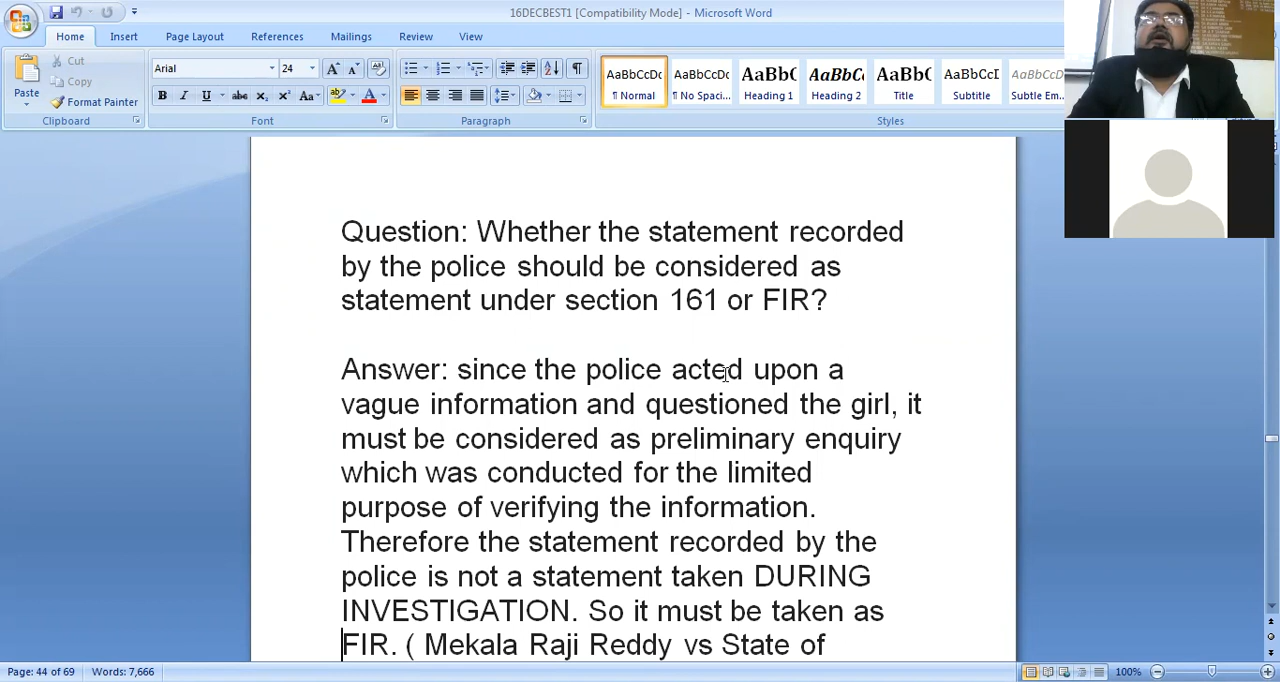 16DECBEST1 [Compatibility Mode] - Microsoft Word
Home Insert Page Layout References Mailings Review View
Paste
Cut
Copy
Format Painter
Clipboard
Arial 24
B I U abc x₂ x² Aa
Font
Paragraph
AaBbCcDc AaBbCcDc AaBbC AaBbCc AaBbC AaBbCcI AaBbCcD
¶ Normal ¶ No Spaci... Heading 1 Heading 2 Title Subtitle Subtle Em...
Styles
Question: Whether the statement recorded
by the police should be considered as
statement under section 161 or FIR?
Answer: since the police acted upon a
vague information and questioned the girl, it
must be considered as preliminary enquiry
which was conducted for the limited
purpose of verifying the information.
Therefore the statement recorded by the
police is not a statement taken DURING
INVESTIGATION. So it must be taken as
FIR. ( Mekala Raji Reddy vs State of
Page: 44 of 69 Words: 7,666 100%